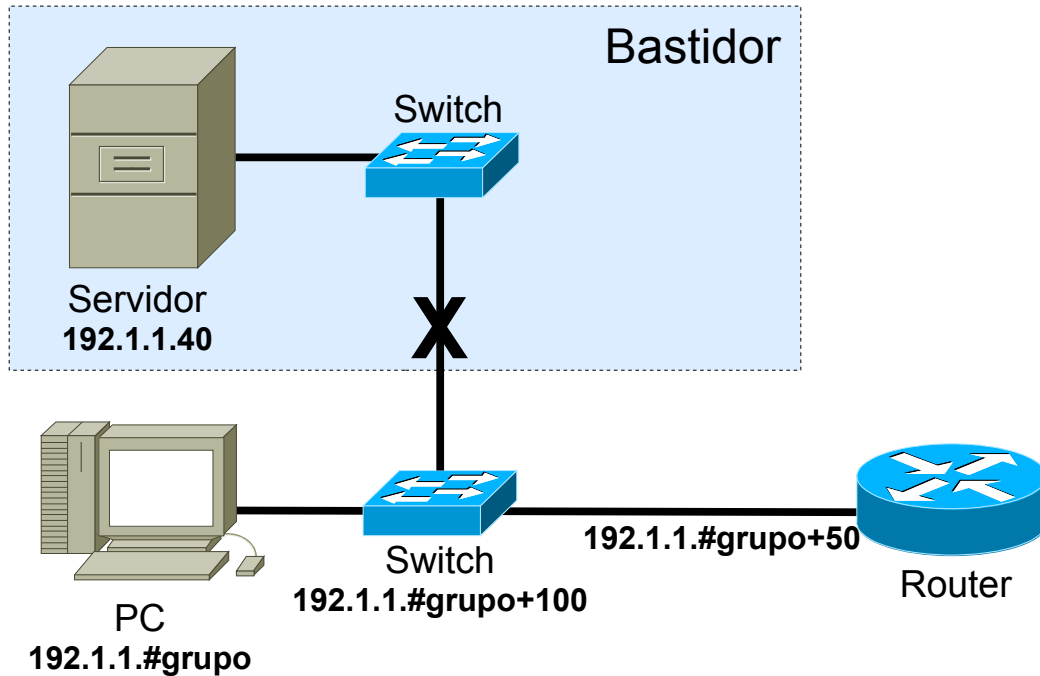 Bastidor
Switch
Servidor
192.1.1.40
X
192.1.1.#grupo+50
Switch
192.1.1.#grupo+100
Router
PC
192.1.1.#grupo